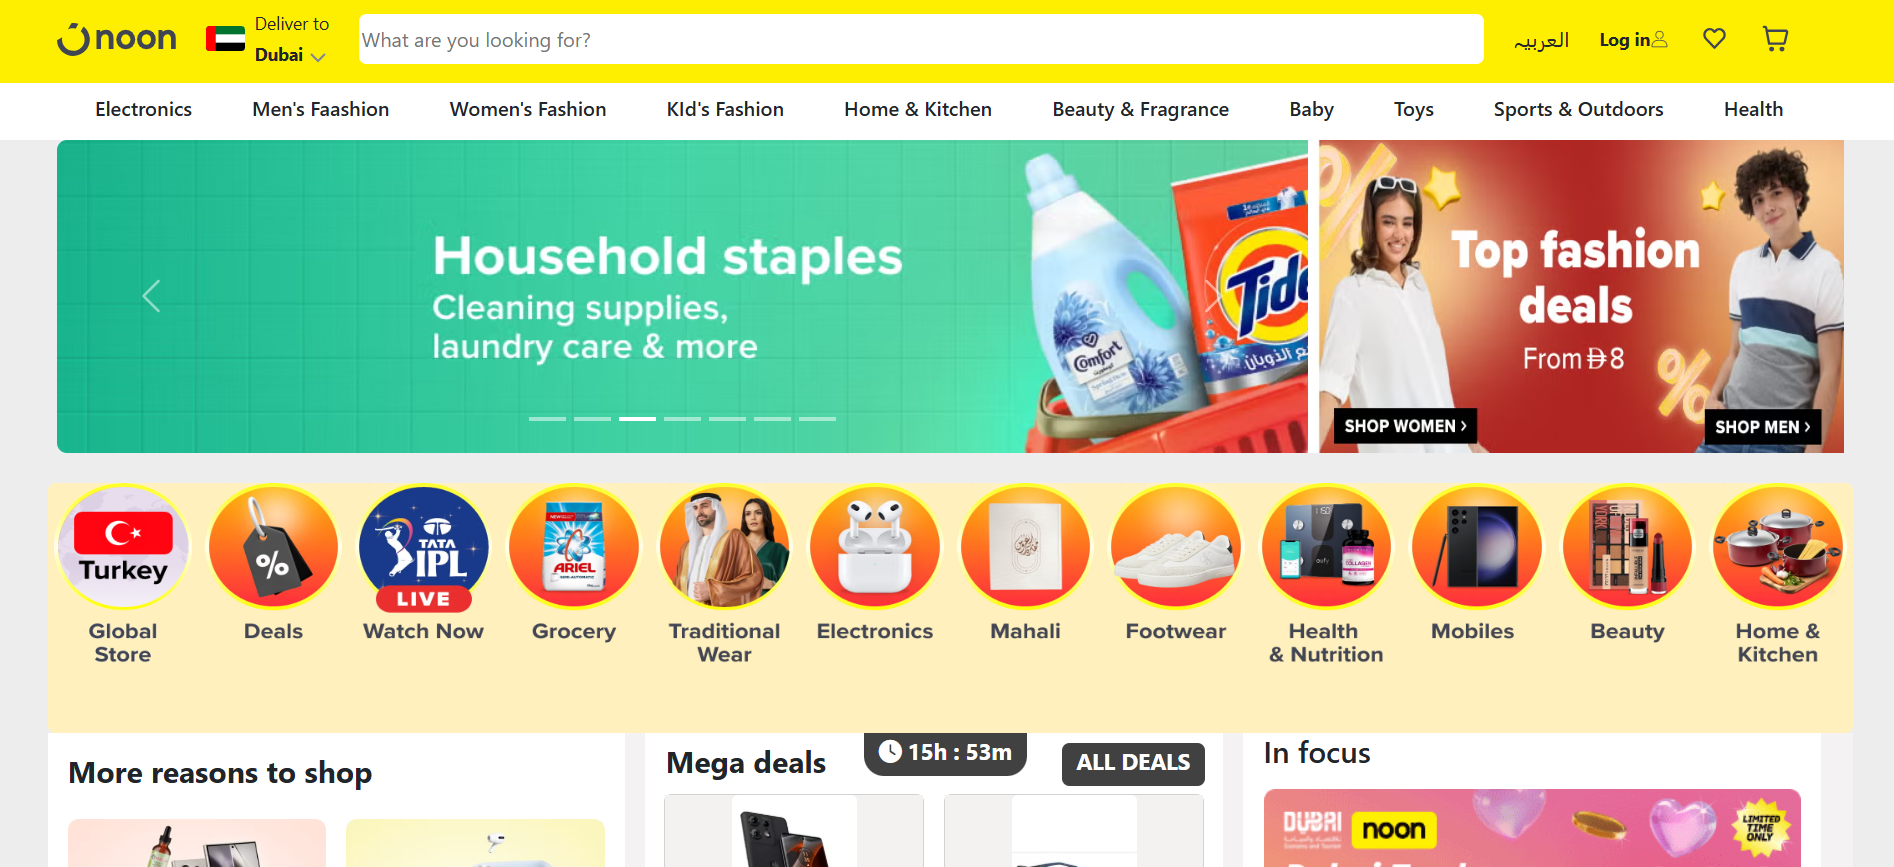 noon
Deliver to
Dubai
What are you looking for?
العربيہ
Log in
Electronics
Men's Faashion
Women's Fashion
KId's Fashion
Home & Kitchen
Beauty & Fragrance
Baby
Toys
Sports & Outdoors
Health
Household staples
Cleaning supplies,
laundry care & more
Comfort
Tide
Top fashion
deals
From 8
SHOP WOMEN ›
SHOP MEN ›
Turkey
%
TATA
IPL
LIVE
ARIEL
COLLAGEN
Global
Store
Deals
Watch Now
Grocery
Traditional
Wear
Electronics
Mahali
Footwear
Health
& Nutrition
Mobiles
Beauty
Home &
Kitchen
More reasons to shop
Mega deals
15h : 53m
ALL DEALS
In focus
DUBAI
noon
LIMITED
TIME
ONLY